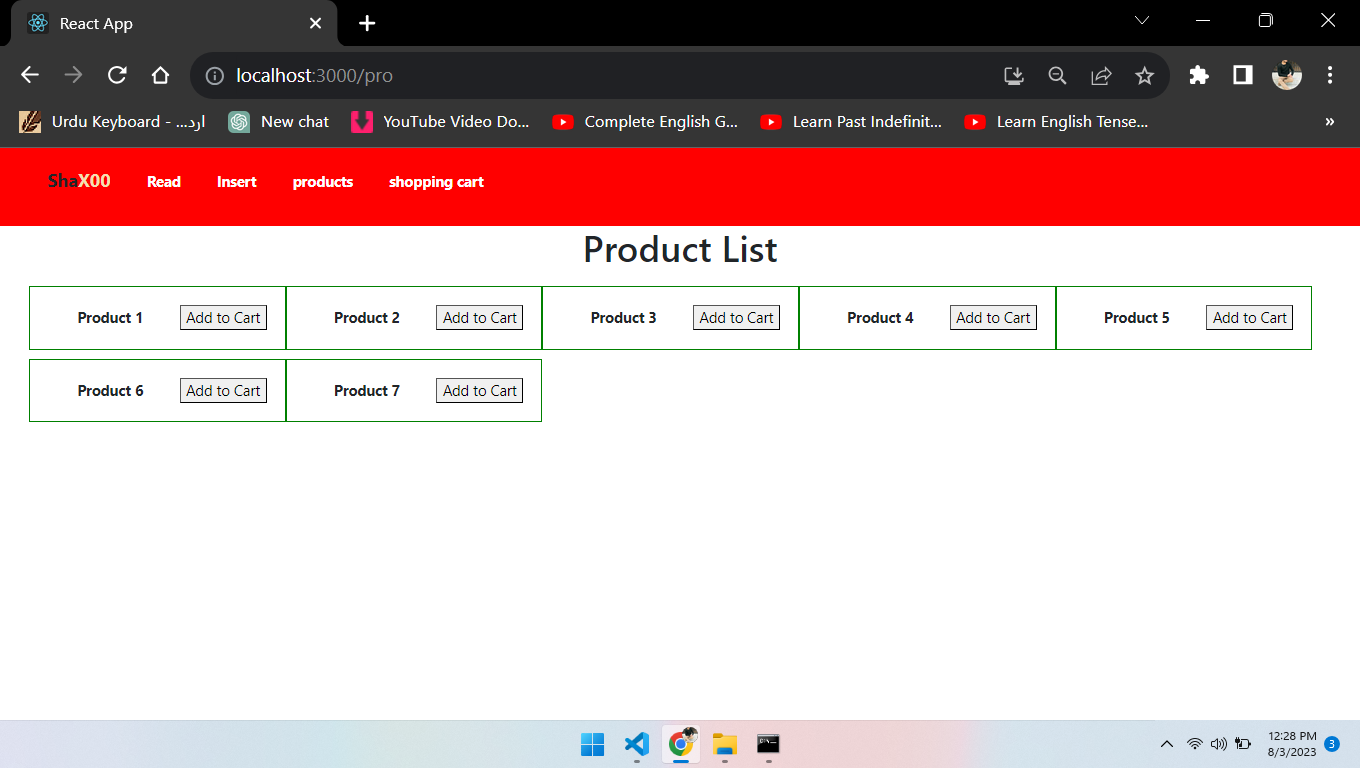 React App
localhost:3000/pro
Urdu Keyboard - ...ارد
New chat
YouTube Video Do...
Complete English G...
Learn Past Indefinit...
Learn English Tense...
»
ShaX00 Read Insert products shopping cart
Product List
Product 1 Add to Cart Product 2 Add to Cart Product 3 Add to Cart Product 4 Add to Cart Product 5 Add to Cart
Product 6 Add to Cart Product 7 Add to Cart
12:28 PM
8/3/2023
3